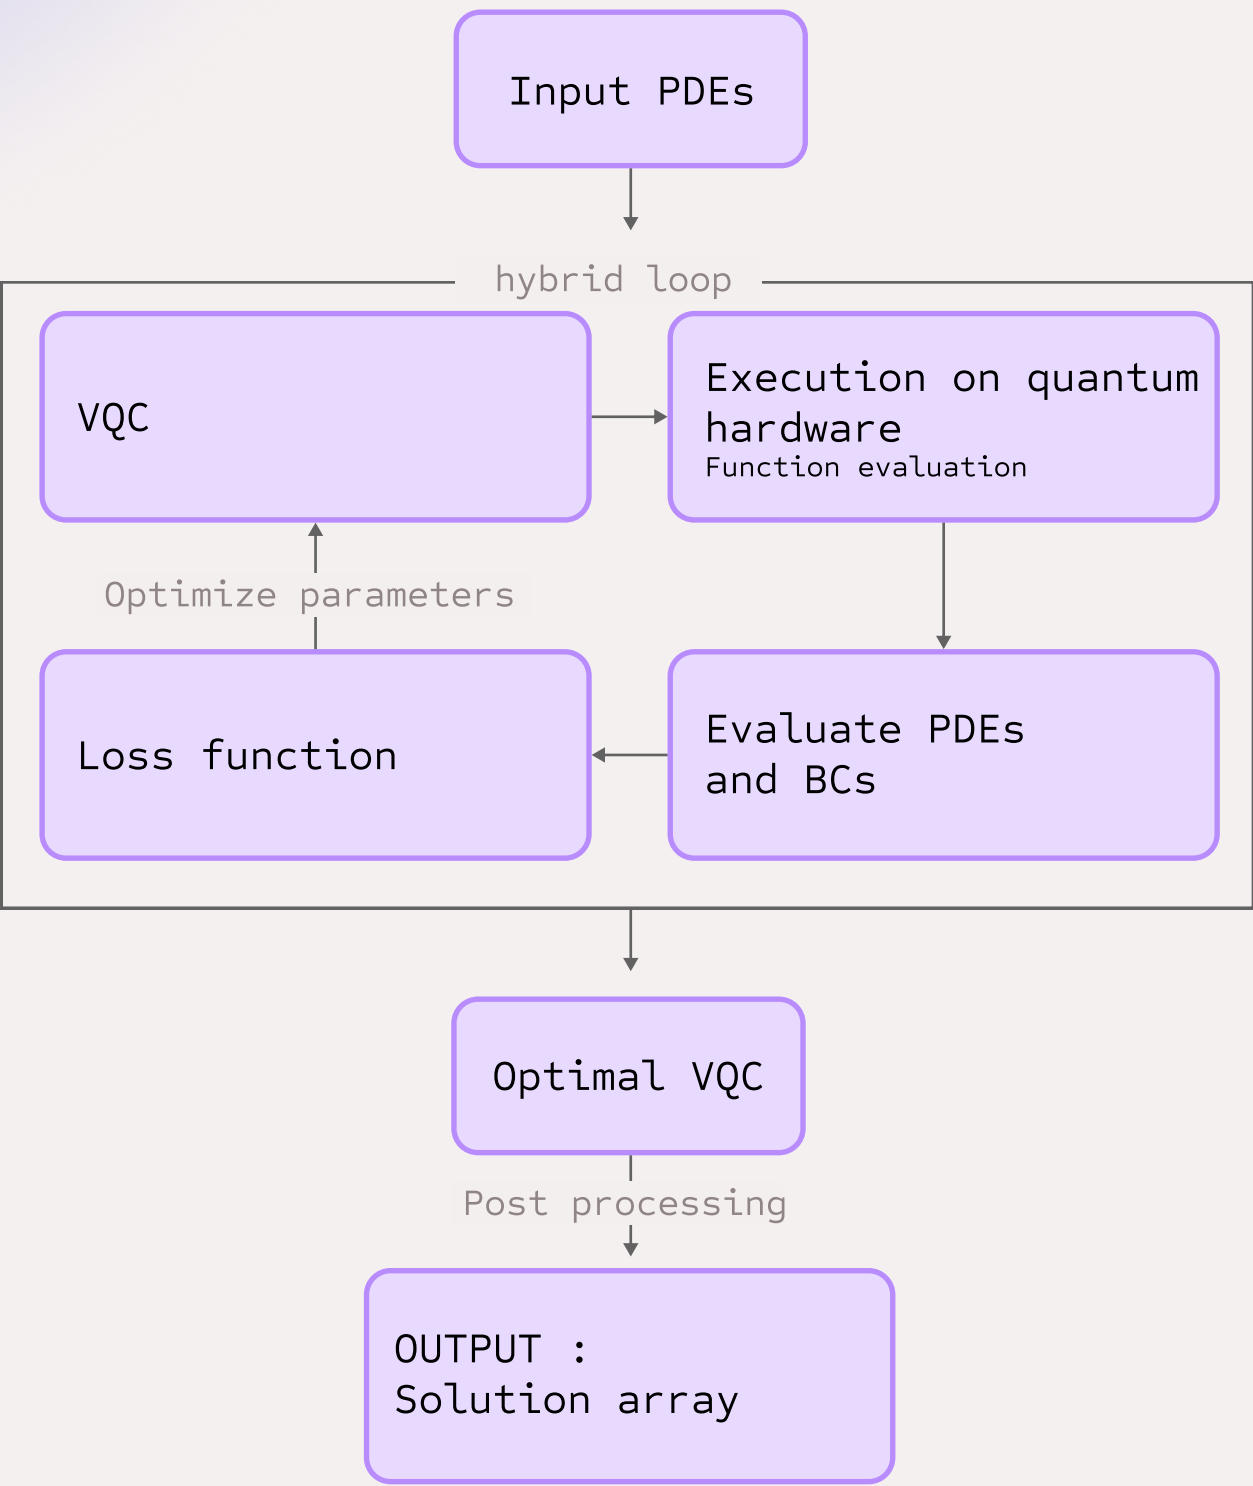 Input PDEs
hybrid loop
VQC
Execution on quantum
hardware
Function evaluation
Optimize parameters
Loss function
Evaluate PDEs
and BCs
Optimal VQC
Post processing
OUTPUT :
Solution array